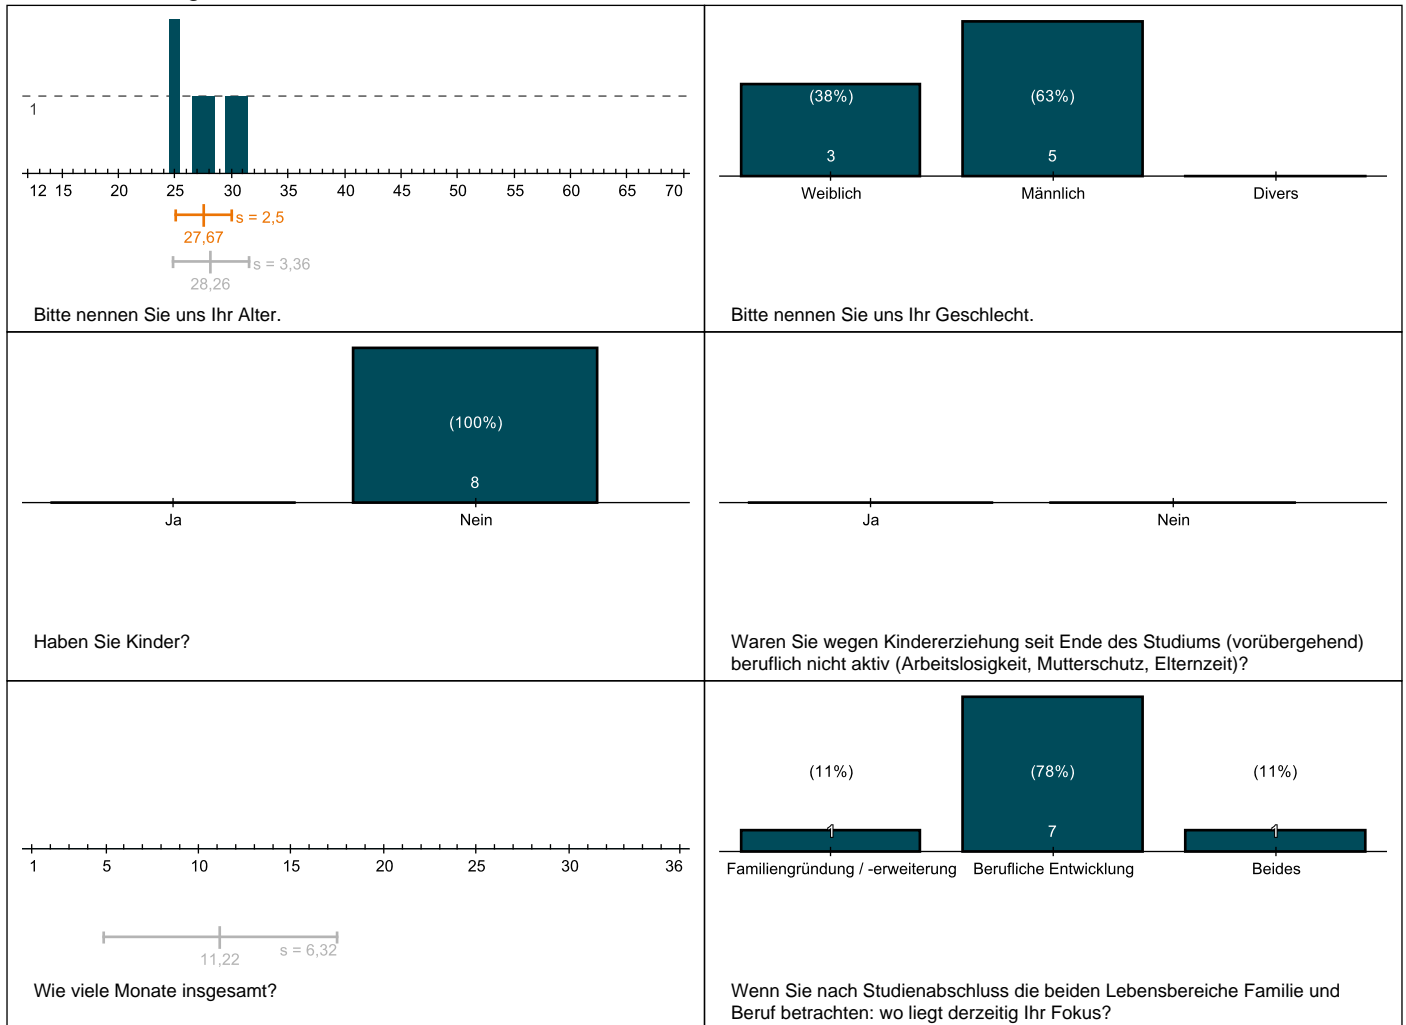 1
12 15 20 25 30 35 40 45 50 55 60 65 70
s = 2,5
27,67
s = 3,36
28,26
Bitte nennen Sie uns Ihr Alter.
(38%) (63%)
3 5
Weiblich Männlich Divers
Bitte nennen Sie uns Ihr Geschlecht.
(100%)
8
Ja Nein
Haben Sie Kinder?
Ja Nein
Waren Sie wegen Kindererziehung seit Ende des Studiums (vorübergehend)
beruflich nicht aktiv (Arbeitslosigkeit, Mutterschutz, Elternzeit)?
1 5 10 15 20 25 30 36
s = 6,32
11,22
Wie viele Monate insgesamt?
(11%) (78%) (11%)
1 7 1
Familiengründung / -erweiterung Berufliche Entwicklung Beides
Wenn Sie nach Studienabschluss die beiden Lebensbereiche Familie und
Beruf betrachten: wo liegt derzeitig Ihr Fokus?